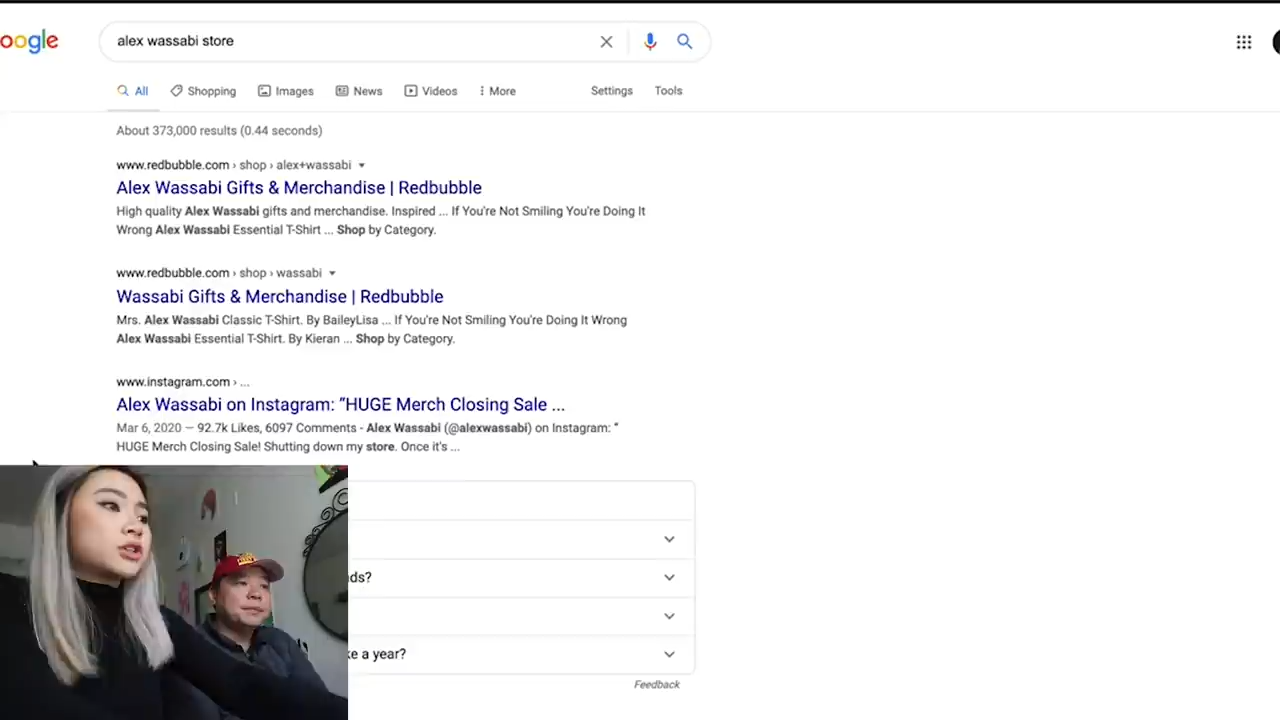 oogle
alex wassabi store
All Shopping Images News Videos More Settings Tools
About 373,000 results (0.44 seconds)
www.redbubble.com › shop › alex+wassabi
Alex Wassabi Gifts & Merchandise | Redbubble
High quality Alex Wassabi gifts and merchandise. Inspired ... If You're Not Smiling You're Doing It
Wrong Alex Wassabi Essential T-Shirt ... Shop by Category.
www.redbubble.com › shop › wassabi
Wassabi Gifts & Merchandise | Redbubble
Mrs. Alex Wassabi Classic T-Shirt. By BaileyLisa ... If You're Not Smiling You're Doing It Wrong
Alex Wassabi Essential T-Shirt. By Kieran ... Shop by Category.
www.instagram.com › ...
Alex Wassabi on Instagram: “HUGE Merch Closing Sale ...
Mar 6, 2020 — 92.7k Likes, 6097 Comments - Alex Wassabi (@alexwassabi) on Instagram: “
HUGE Merch Closing Sale! Shutting down my store. Once it's ...
ds?
ke a year?
Feedback